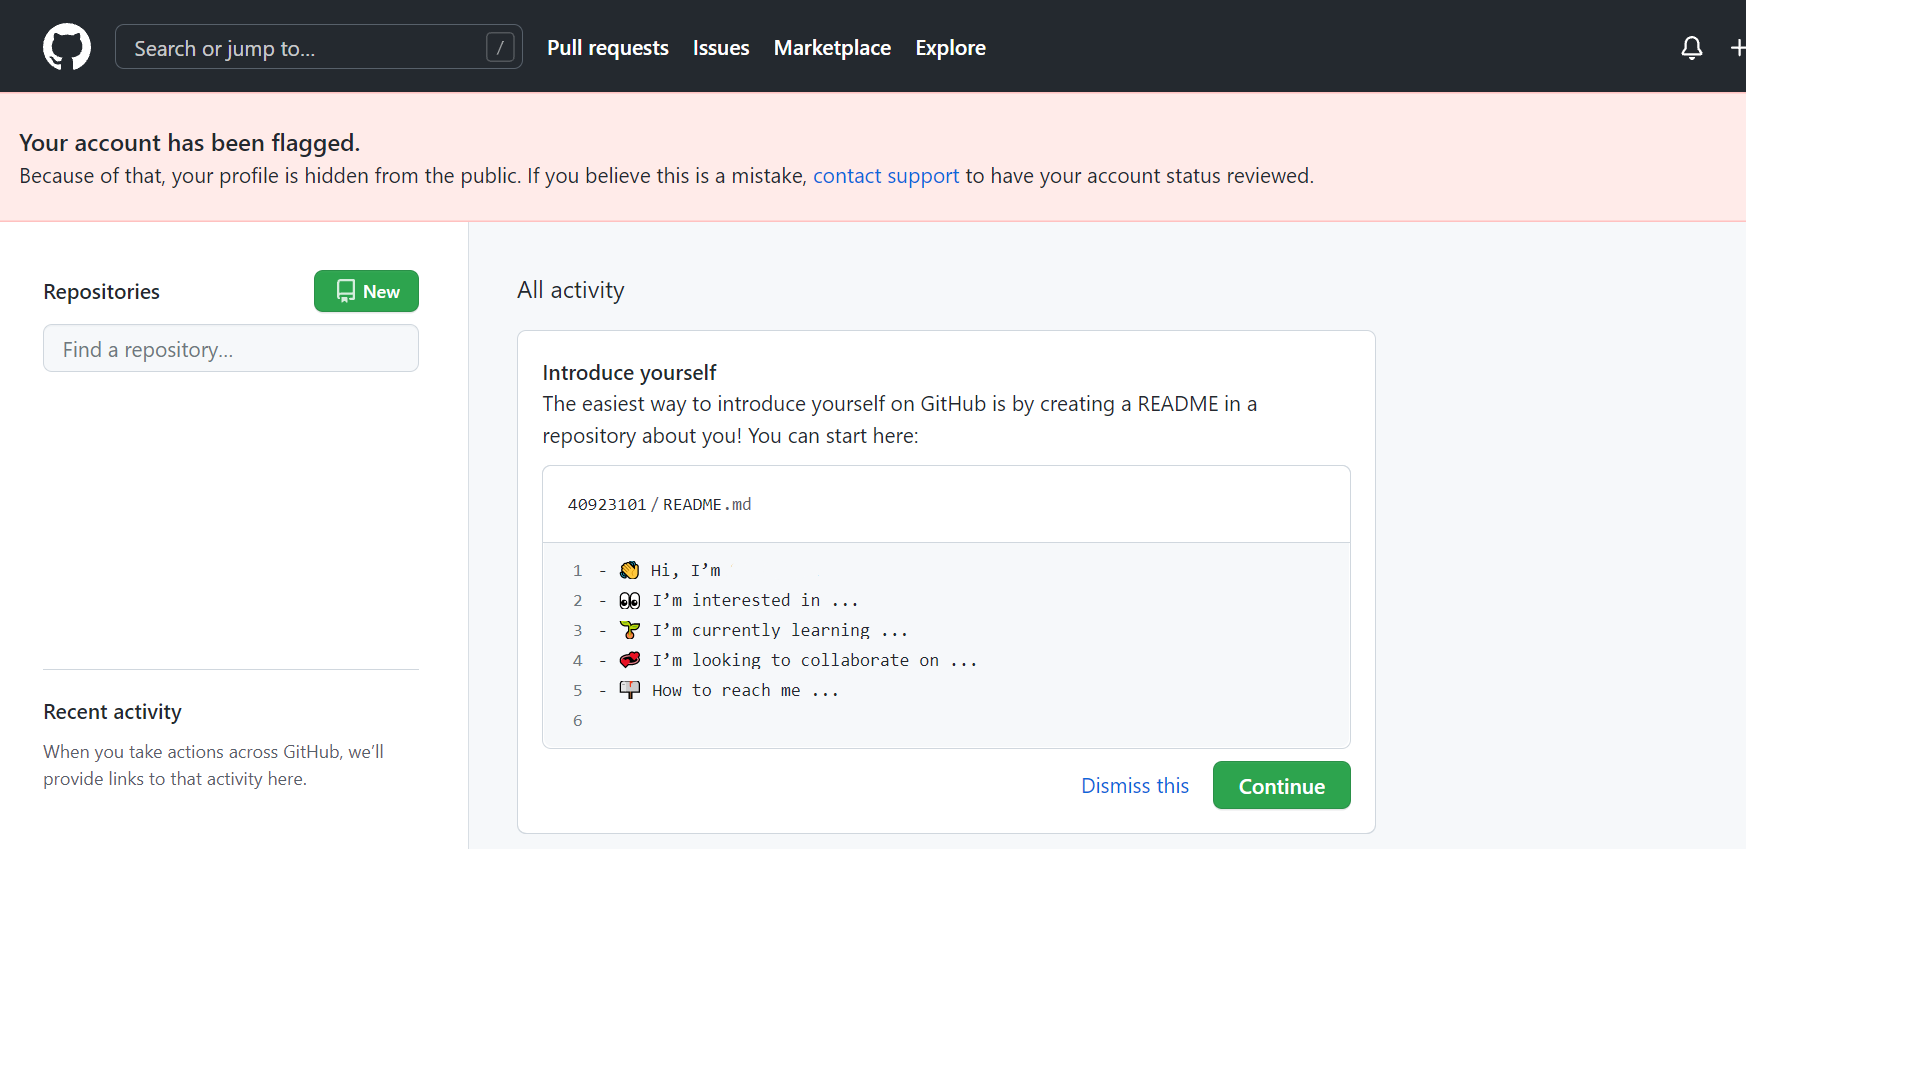 Search or jump to...
/
Pull requests
Issues
Marketplace
Explore
Your account has been flagged.
Because of that, your profile is hidden from the public. If you believe this is a mistake, contact support to have your account status reviewed.
Repositories
New
Find a repository...
Recent activity
When you take actions across GitHub, we’ll
provide links to that activity here.
All activity
Introduce yourself
The easiest way to introduce yourself on GitHub is by creating a README in a
repository about you! You can start here:
40923101/README.md
1 - 👋 Hi, I’m
2 - 👀 I’m interested in ...
3 - 🌱 I’m currently learning ...
4 - 💞️ I’m looking to collaborate on ...
5 - 📫 How to reach me ...
6
Dismiss this
Continue